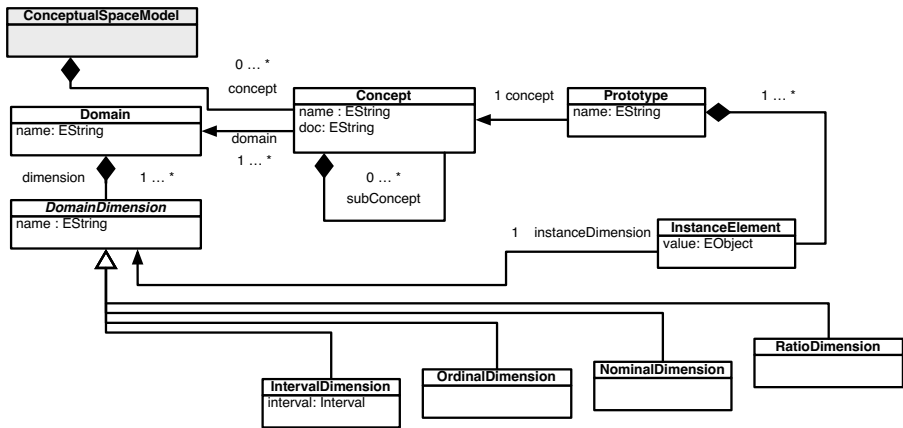 ConceptualSpaceModel
0 ... *
concept
Concept
name : EString
doc: EString
1 concept
Prototype
name: EString
1 ... *
Domain
name: EString
domain
1 ... *
dimension
1 ... *
0 ... *
subConcept
DomainDimension
name : EString
1 instanceDimension
InstanceElement
value: EObject
RatioDimension
NominalDimension
OrdinalDimension
IntervalDimension
interval: Interval